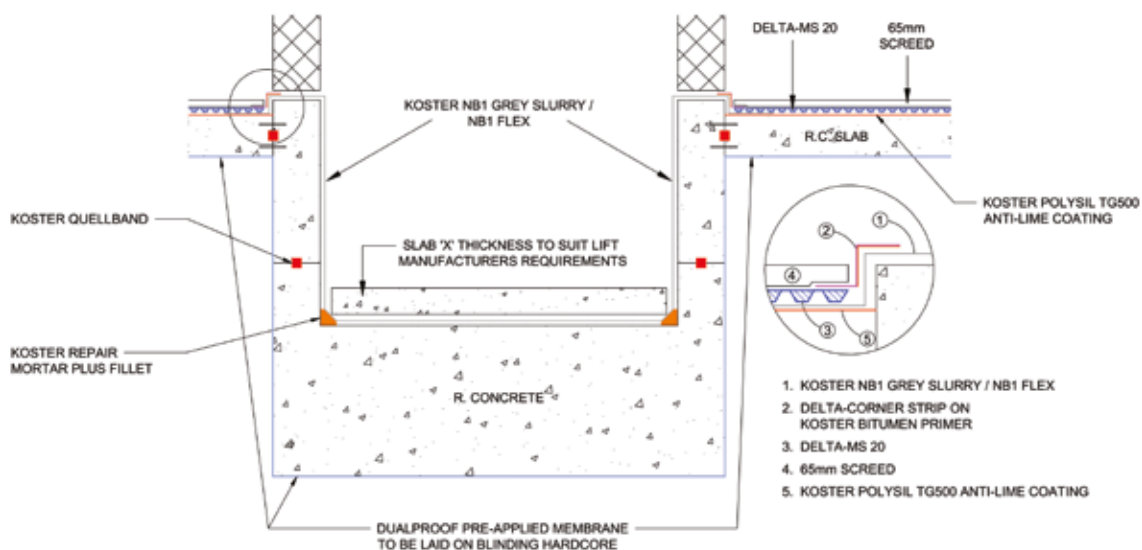 DELTA-MS 20
65mm
SCREED
KOSTER NB1 GREY SLURRY /
NB1 FLEX
R.C. SLAB
KOSTER POLYSIL TG500
ANTI-LIME COATING
KOSTER QUELLBAND
SLAB 'X' THICKNESS TO SUIT LIFT
MANUFACTURERS REQUIREMENTS
KOSTER REPAIR
MORTAR PLUS FILLET
R. CONCRETE
1
2
4
3
5
1. KOSTER NB1 GREY SLURRY / NB1 FLEX
2. DELTA-CORNER STRIP ON
KOSTER BITUMEN PRIMER
3. DELTA-MS 20
4. 65mm SCREED
5. KOSTER POLYSIL TG500 ANTI-LIME COATING
DUALPROOF PRE-APPLIED MEMBRANE
TO BE LAID ON BLINDING HARDCORE